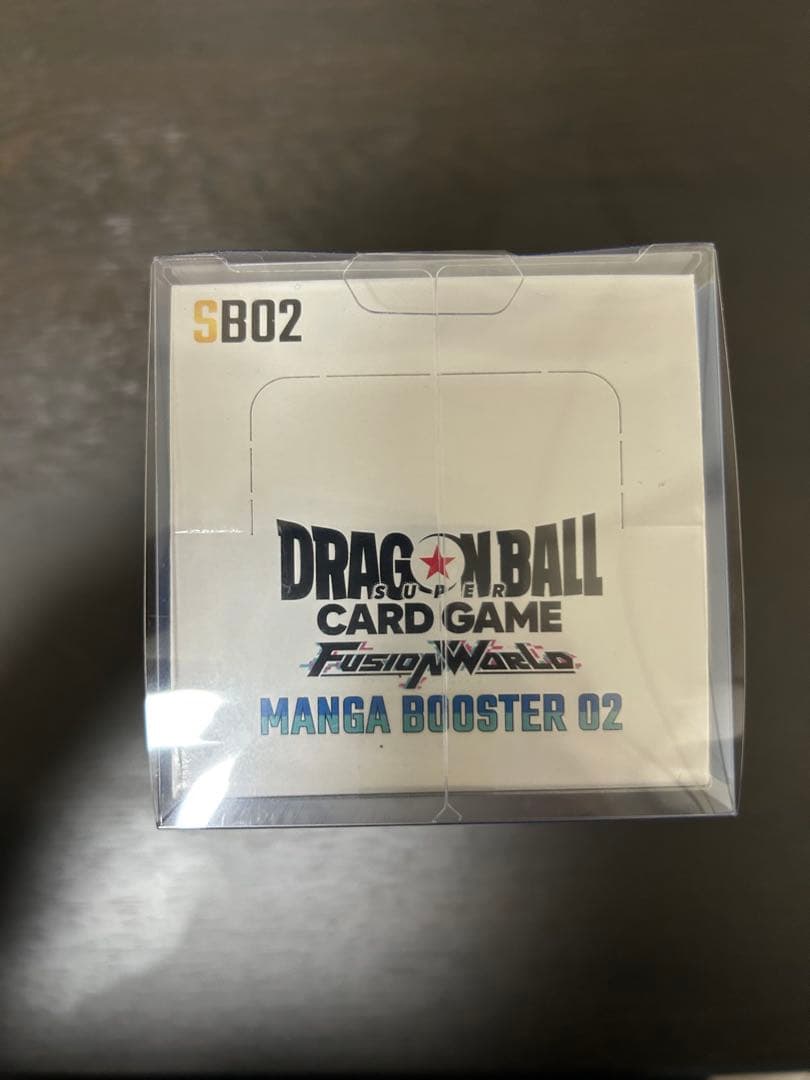 SB02
DRAGON BALL
SUPER
CARD GAME
FUSION WORLD
MANGA BOOSTER 02